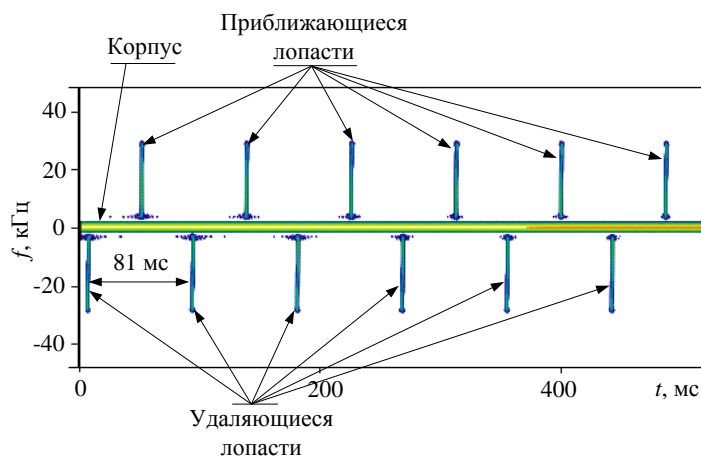 Приближающиеся
лопасти
Корпус
40
20
0
-20
-40
f, кГц
81 мс
0
200
400
t, мс
Удаляющиеся
лопасти